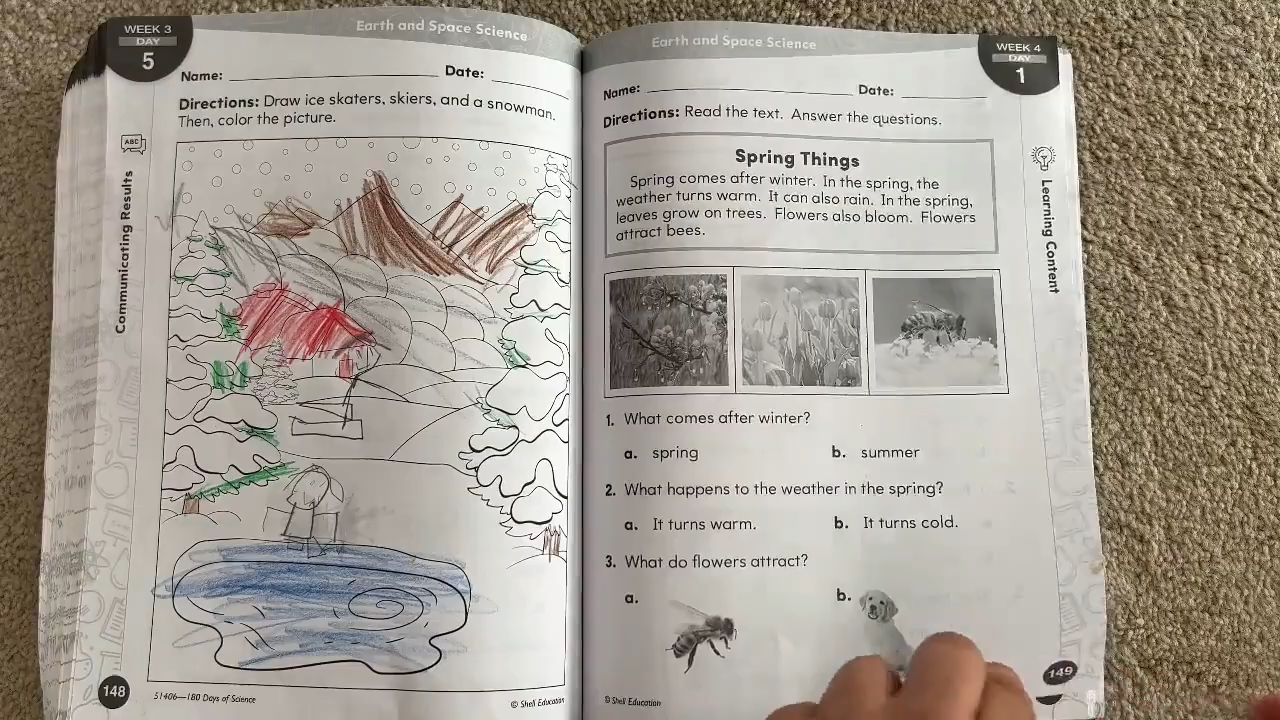 WEEK 3
DAY
5
Earth and Space Science
Name: Date:
Directions: Draw ice skaters, skiers, and a snowman.
Then, color the picture.
ABC
Communicating Results
148
51406—180 Days of Science
© Shell Education
Earth and Space Science
WEEK 4
DAY
1
Name: Date:
Directions: Read the text. Answer the questions.
Learning Content
Spring Things
Spring comes after winter. In the spring, the
weather turns warm. It can also rain. In the spring,
leaves grow on trees. Flowers also bloom. Flowers
attract bees.
1. What comes after winter?
a. spring b. summer
2. What happens to the weather in the spring?
a. It turns warm. b. It turns cold.
3. What do flowers attract?
a. b.
© Shell Education
149